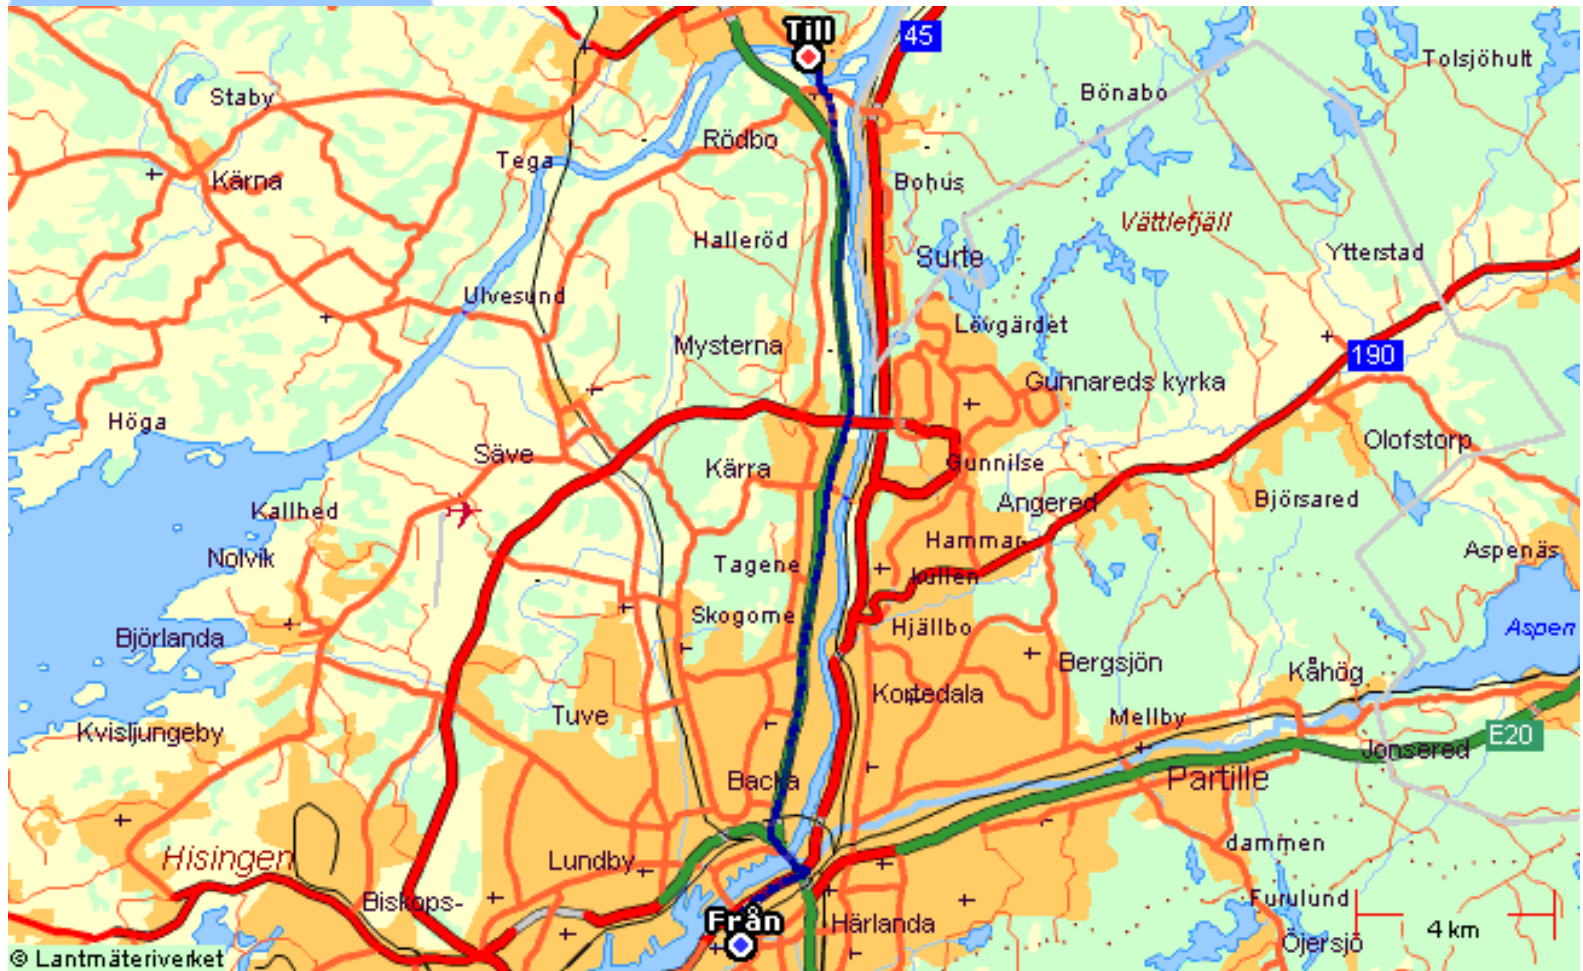 Till
45
Tolsjöhult
Staby
Bönabo
Rödbo
Tega
Kärna
Bohus
Vättlefjäll
Halleröd
Surte
Ytterstad
Ulvesund
Lövgärdet
Mysterna
190
Gunnareds kyrka
Höga
Olofstorp
Säve
Kärra
Gunnilse
Angered
Björsared
Kallhed
Hammar-
kullen
Nolvik
Tagene
Aspenäs
Skogome
Hjällbo
Björlanda
Aspen
Bergsjön
Kåhög
Kortedala
Tuve
Mellby
Kvisljungeby
E20
Jonsered
Backa
Partille
Hisingen
Lundby
dammen
Biskops-
Furulund
Från
Härlanda
4 km
Öjersjö
© Lantmäteriverket